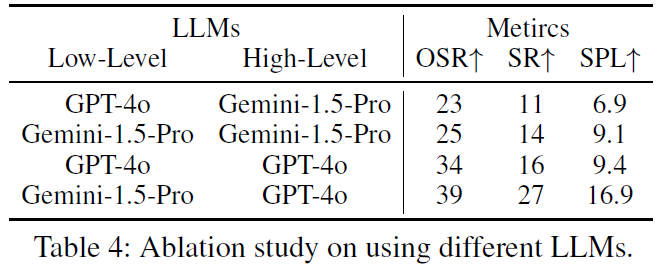 LLMs Metircs
Low-Level High-Level OSR↑ SR↑ SPL↑
GPT-4o Gemini-1.5-Pro 23 11 6.9
Gemini-1.5-Pro Gemini-1.5-Pro 25 14 9.1
GPT-4o GPT-4o 34 16 9.4
Gemini-1.5-Pro GPT-4o 39 27 16.9
Table 4: Ablation study on using different LLMs.